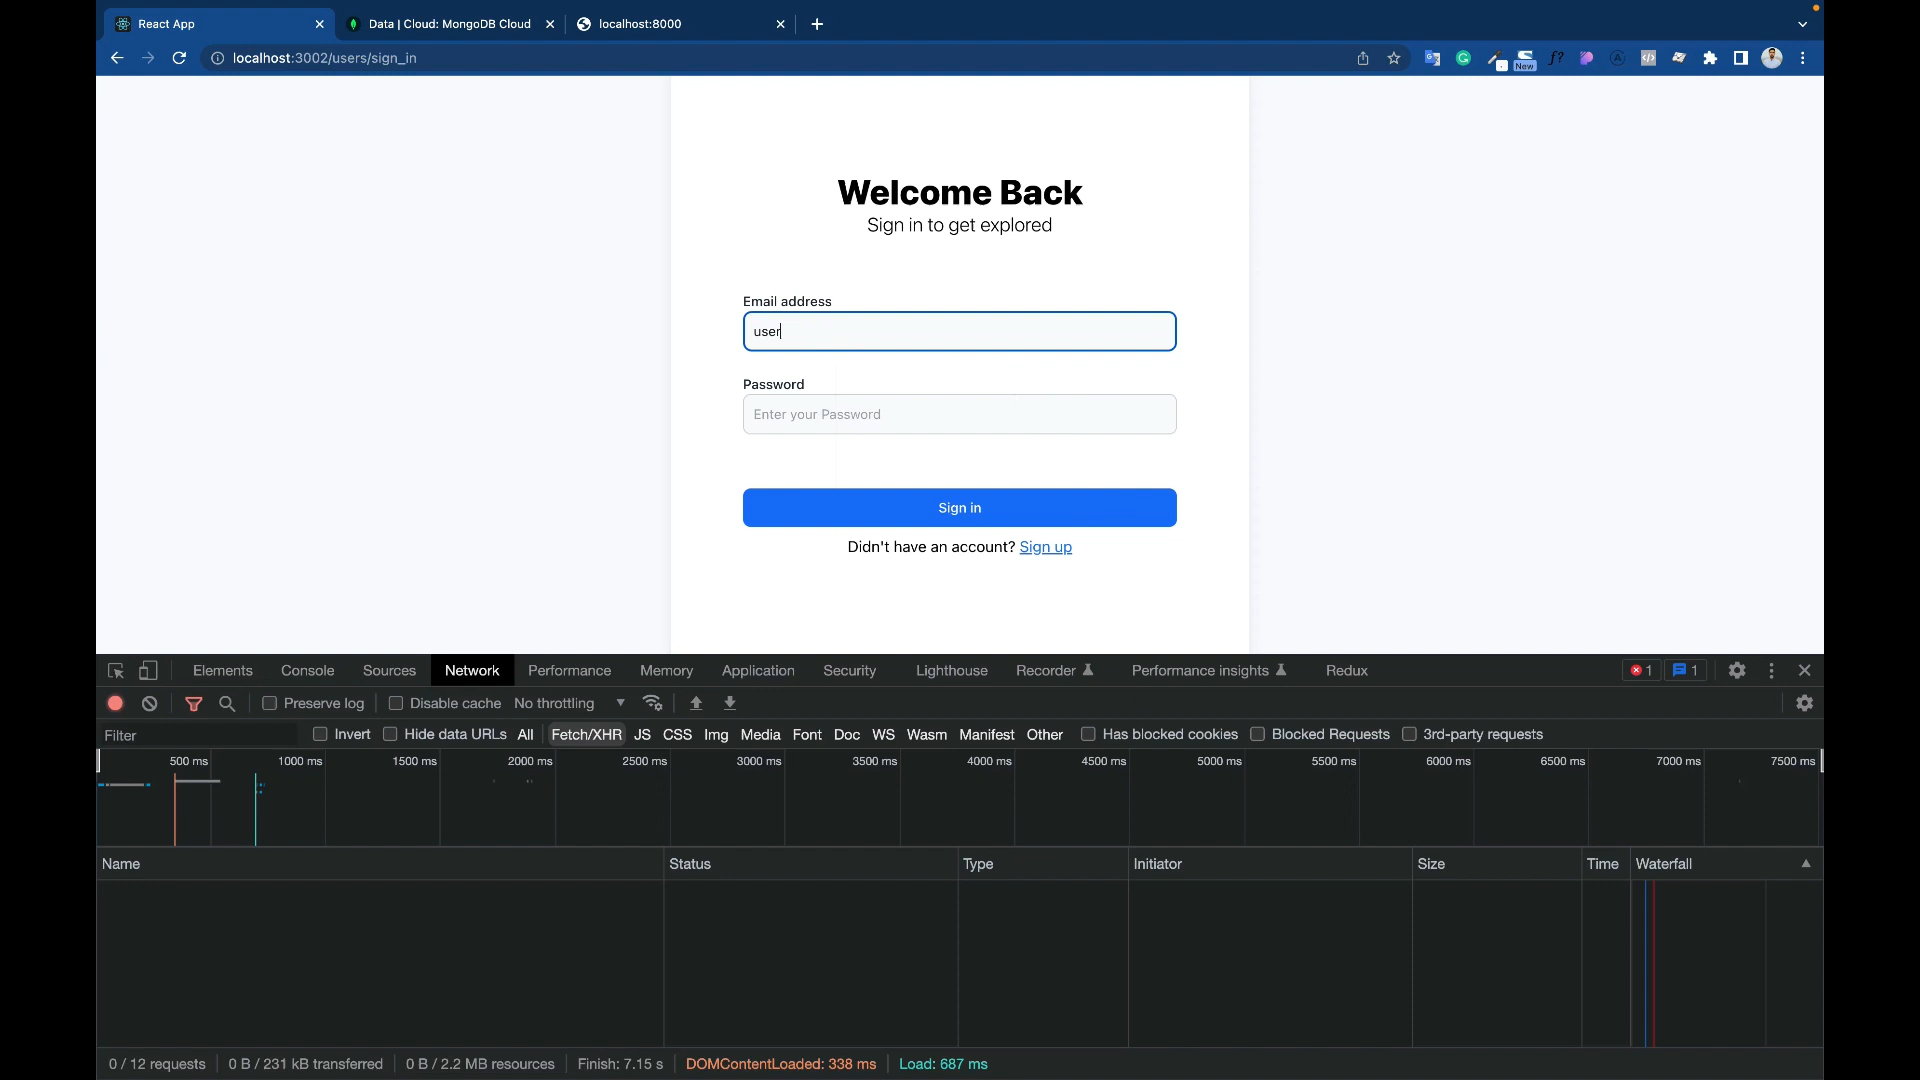 React App
Data | Cloud: MongoDB Cloud
localhost:8000
localhost:3002/users/sign_in
New
Welcome Back
Sign in to get explored
Email address
user
Password
Enter your Password
Sign in
Didn't have an account? Sign up
Elements Console Sources Network Performance Memory Application Security Lighthouse Recorder Performance insights Redux 1 1
Preserve log Disable cache No throttling
Filter Invert Hide data URLs All Fetch/XHR JS CSS Img Media Font Doc WS Wasm Manifest Other Has blocked cookies Blocked Requests 3rd-party requests
500 ms 1000 ms 1500 ms 2000 ms 2500 ms 3000 ms 3500 ms 4000 ms 4500 ms 5000 ms 5500 ms 6000 ms 6500 ms 7000 ms 7500 ms
Name Status Type Initiator Size Time Waterfall
0 / 12 requests 0 B / 231 kB transferred 0 B / 2.2 MB resources Finish: 7.15 s DOMContentLoaded: 338 ms Load: 687 ms